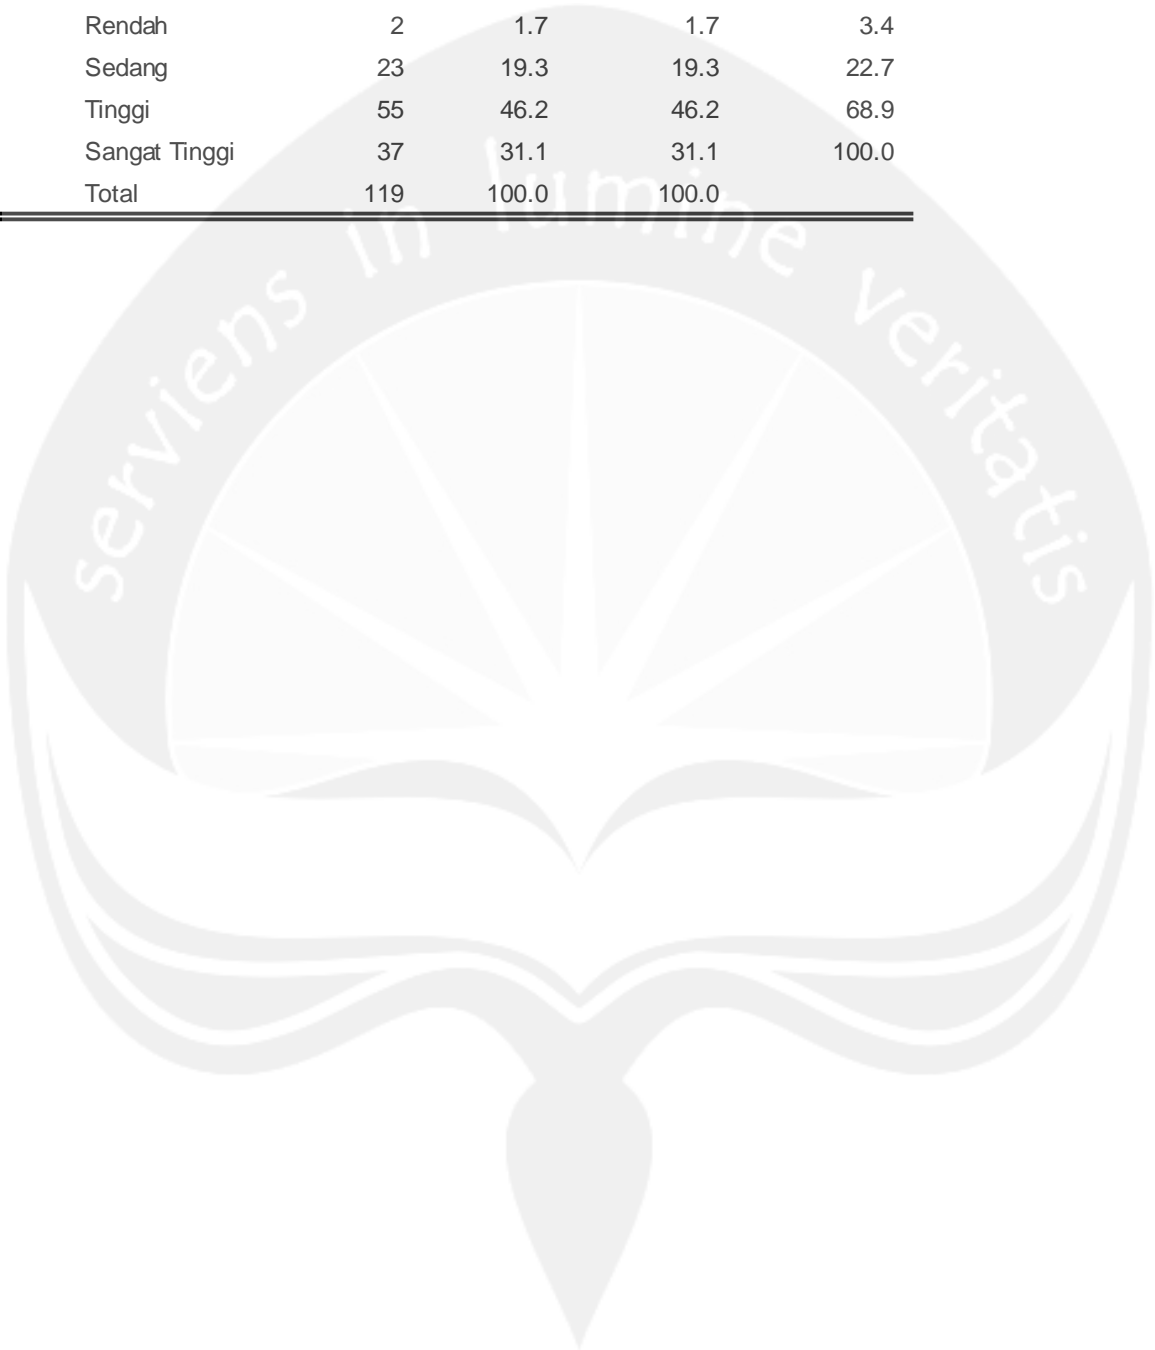 Rendah 2 1.7 1.7 3.4
Sedang 23 19.3 19.3 22.7
Tinggi 55 46.2 46.2 68.9
Sangat Tinggi 37 31.1 31.1 100.0
Total 119 100.0 100.0
serviens in lumine veritatis